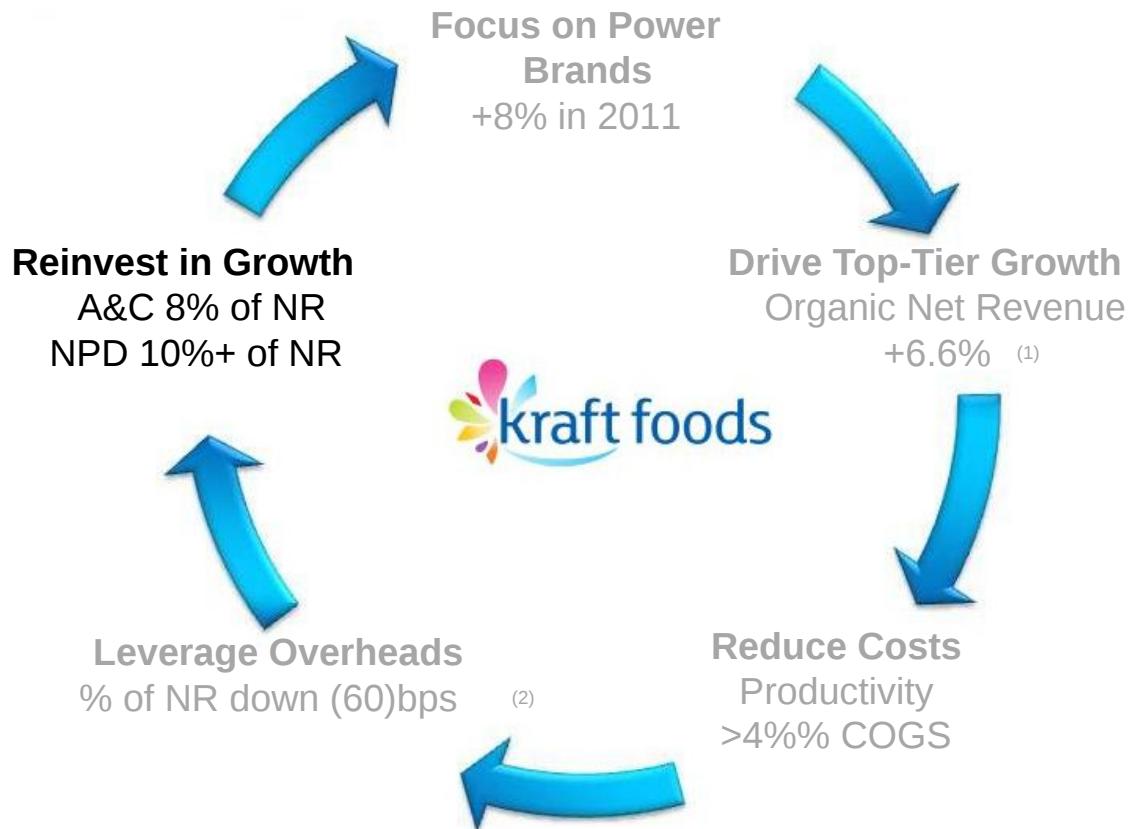 Focus on Power
Brands
+8% in 2011
Reinvest in Growth
A&C 8% of NR
NPD 10%+ of NR
Drive Top-Tier Growth
Organic Net Revenue
+6.6% (1)
kraft foods
Leverage Overheads
% of NR down (60)bps (2)
Reduce Costs
Productivity
>4%% COGS